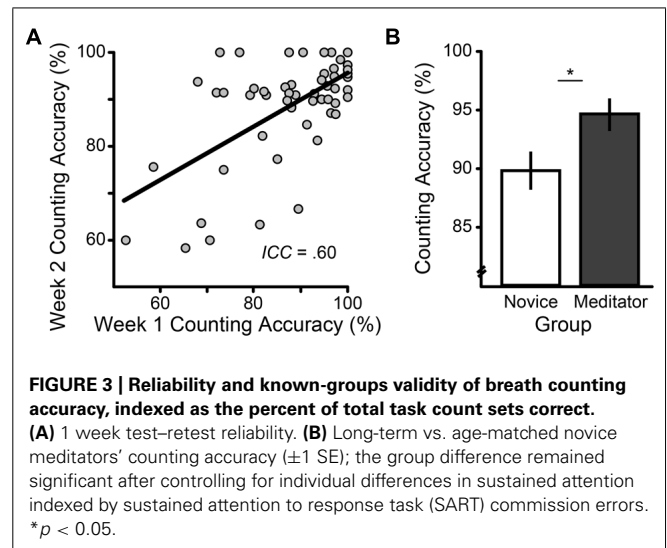 A
100
80
60
Week 2 Counting Accuracy (%)
ICC = .60
60
80
100
Week 1 Counting Accuracy (%)
B
100
95
90
85
Counting Accuracy (%)
*
Novice Meditator
Group
FIGURE 3 | Reliability and known-groups validity of breath counting
accuracy, indexed as the percent of total task count sets correct.
(A) 1 week test–retest reliability. (B) Long-term vs. age-matched novice
meditators’ counting accuracy (±1 SE); the group difference remained
significant after controlling for individual differences in sustained attention
indexed by sustained attention to response task (SART) commission errors.
*p < 0.05.